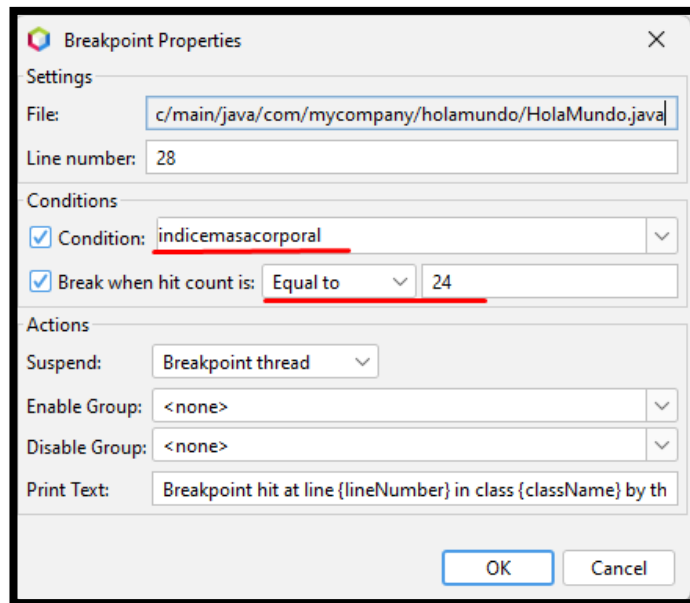 Breakpoint Properties
Settings
File: c/main/java/com/mycompany/holamundo/HolaMundo.java
Line number: 28
Conditions
Condition: indicemasacorporal
Break when hit count is: Equal to 24
Actions
Suspend: Breakpoint thread
Enable Group: <none>
Disable Group: <none>
Print Text: Breakpoint hit at line {lineNumber} in class {className} by th
OK Cancel